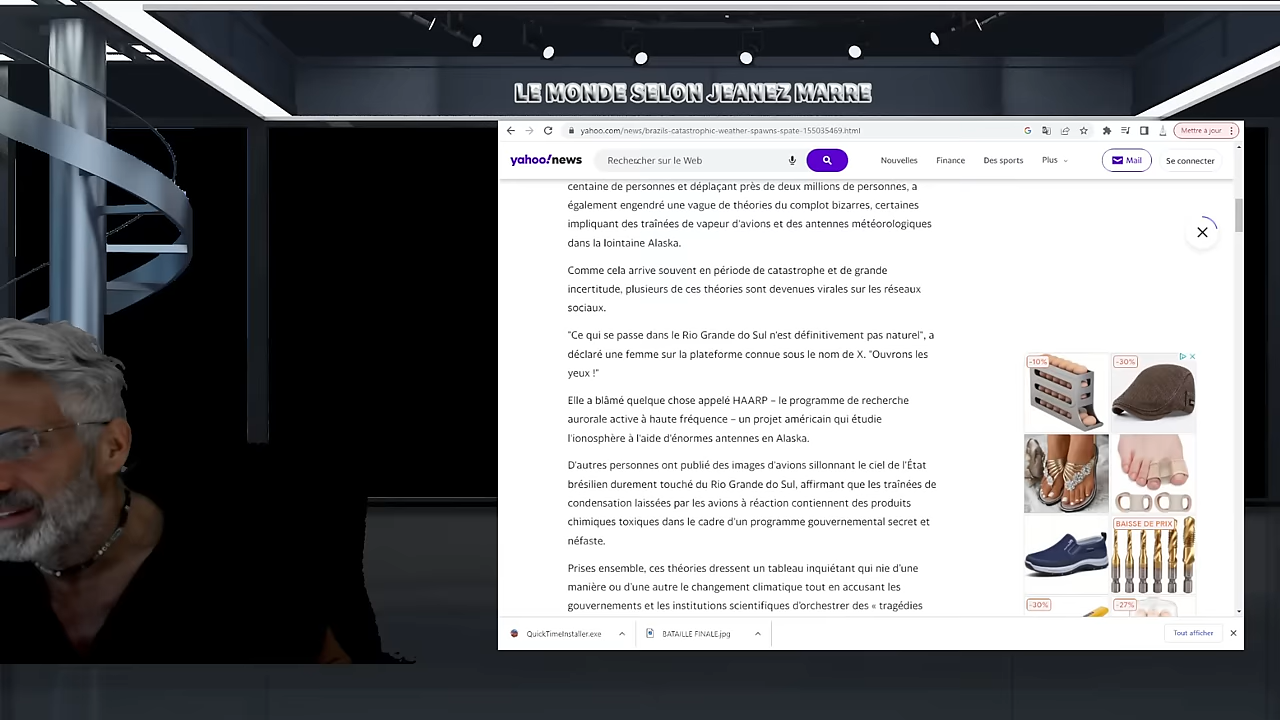 LE MONDE SELON JEANEZ MARRE
yahoo.com/news/brazils-catastrophic-weather-spawns-spate-155035469.html
Mettre à jour
yahoo!news
Rechercher sur le Web
Nouvelles
Finance
Des sports
Plus
Mail
Se connecter
centaine de personnes et déplaçant près de deux millions de personnes, a
également engendré une vague de théories du complot bizarres, certaines
impliquant des traînées de vapeur d'avions et des antennes météorologiques
dans la lointaine Alaska.
Comme cela arrive souvent en période de catastrophe et de grande
incertitude, plusieurs de ces théories sont devenues virales sur les réseaux
sociaux.
"Ce qui se passe dans le Rio Grande do Sul n'est définitivement pas naturel", a
déclaré une femme sur la plateforme connue sous le nom de X. "Ouvrons les
yeux !"
Elle a blâmé quelque chose appelé HAARP – le programme de recherche
aurorale active à haute fréquence – un projet américain qui étudie
l'ionosphère à l'aide d'énormes antennes en Alaska.
D'autres personnes ont publié des images d'avions sillonnant le ciel de l'État
brésilien durement touché du Rio Grande do Sul, affirmant que les traînées de
condensation laissées par les avions à réaction contiennent des produits
chimiques toxiques dans le cadre d'un programme gouvernemental secret et
néfaste.
Prises ensemble, ces théories dressent un tableau inquiétant qui nie d'une
manière ou d'une autre le changement climatique tout en accusant les
gouvernements et les institutions scientifiques d'orchestrer des « tragédies
-10%
-30%
BAISSE DE PRIX
-30%
-27%
QuickTimeInstaller.exe
BATAILLE FINALE.jpg
Tout afficher